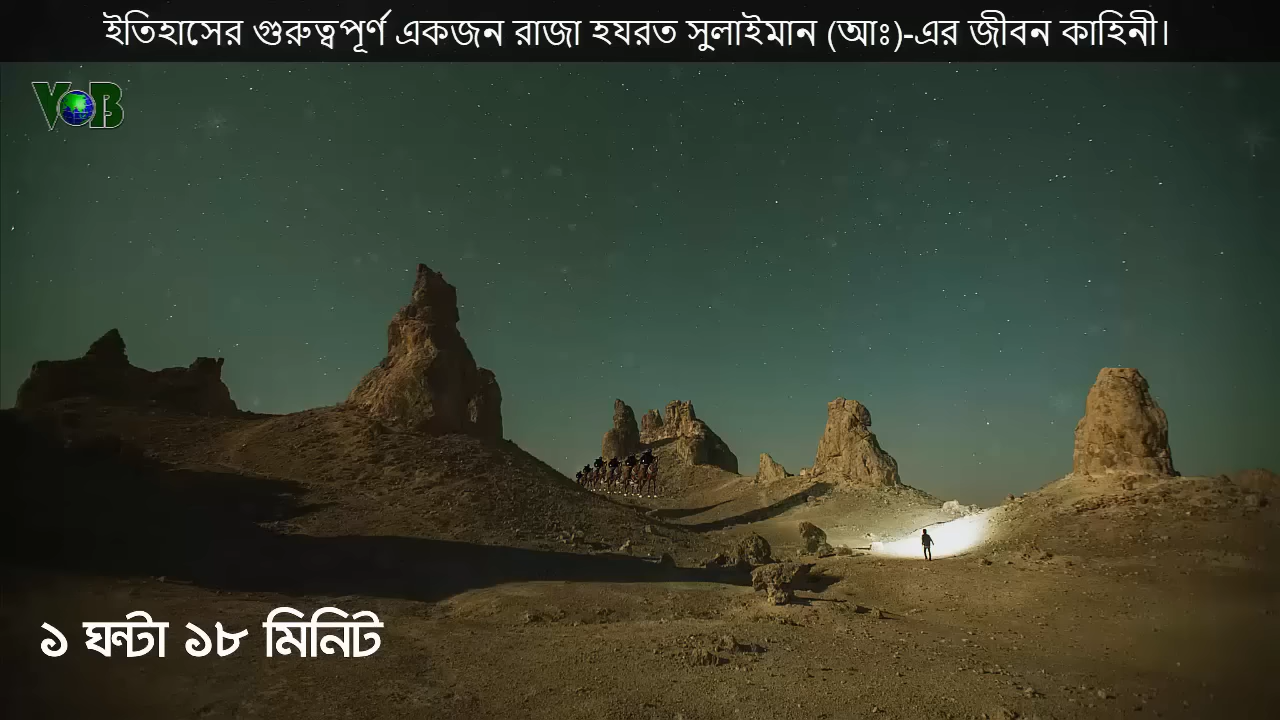 ইতিহাসের গুরুত্বপূর্ণ একজন রাজা হযরত সুলাইমান (আঃ)-এর জীবন কাহিনী।
VOB
১ ঘন্টা ১৮ মিনিট